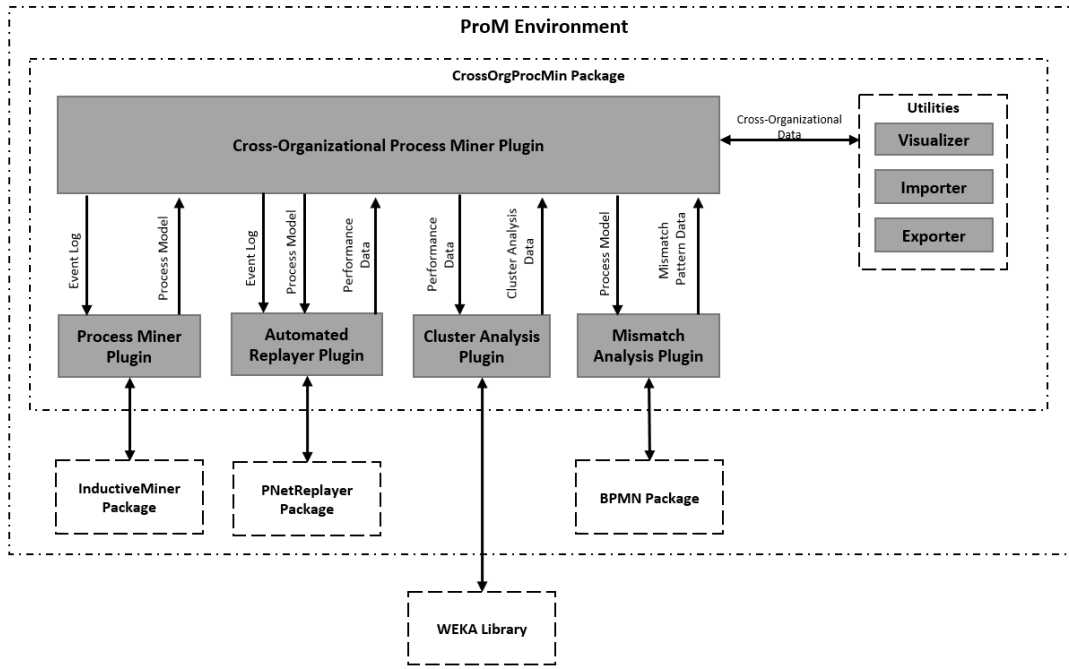 ProM Environment
CrossOrgProcMin Package
Cross-Organizational Process Miner Plugin
Cross-Organizational
Data
Utilities
Visualizer
Importer
Exporter
Event Log
Process Model
Event Log
Process Model
Performance
Data
Performance
Data
Cluster Analysis
Data
Process Model
Mismatch
Pattern Data
Process Miner
Plugin
Automated
Replayer Plugin
Cluster Analysis
Plugin
Mismatch
Analysis Plugin
InductiveMiner
Package
PNetReplayer
Package
BPMN Package
WEKA Library